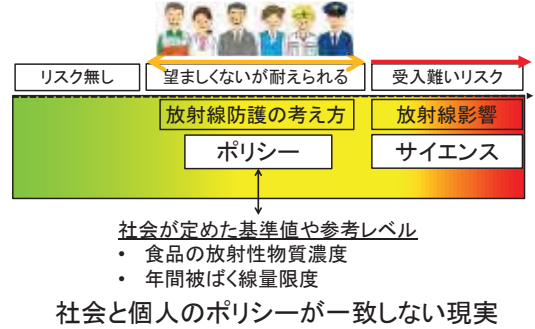 リスク無し 望ましくないが耐えられる 受入難いリスク
放射線防護の考え方 放射線影響
ポリシー サイエンス
社会が定めた基準値や参考レベル
• 食品の放射性物質濃度
• 年間被ばく線量限度
社会と個人のポリシーが一致しない現実